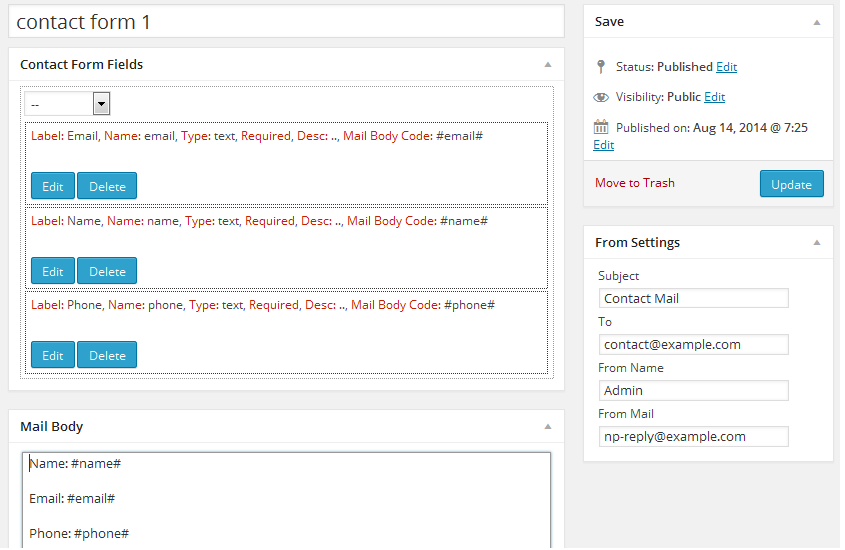 contact form 1
Contact Form Fields
--
Label: Email, Name: email, Type: text, Required, Desc: .., Mail Body Code: #email#
Edit Delete
Label: Name, Name: name, Type: text, Required, Desc: .., Mail Body Code: #name#
Edit Delete
Label: Phone, Name: phone, Type: text, Required, Desc: .., Mail Body Code: #phone#
Edit Delete
Mail Body
Name: #name#
Email: #email#
Phone: #phone#
Save
Status: Published Edit
Visibility: Public Edit
Published on: Aug 14, 2014 @ 7:25
Edit
Move to Trash Update
From Settings
Subject
Contact Mail
To
contact@example.com
From Name
Admin
From Mail
np-reply@example.com